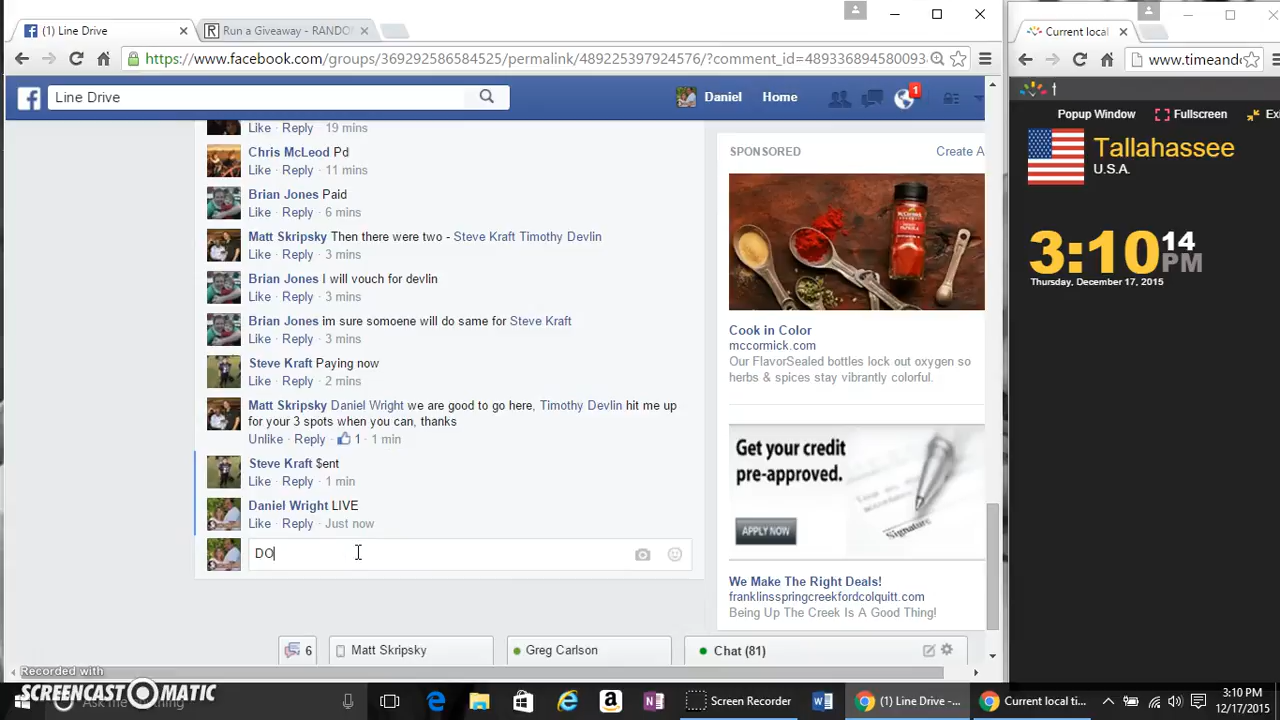 (1) Line Drive
Run a Giveaway - RANDO
https://www.facebook.com/groups/369292586584525/permalink/489225397924576/?comment_id=489336894580093
Line Drive
Daniel
Home
1
Like · Reply · 19 mins
Chris McLeod Pd
Like · Reply · 11 mins
Brian Jones Paid
Like · Reply · 6 mins
Matt Skripsky Then there were two - Steve Kraft Timothy Devlin
Like · Reply · 3 mins
Brian Jones I will vouch for devlin
Like · Reply · 3 mins
Brian Jones im sure somoene will do same for Steve Kraft
Like · Reply · 3 mins
Steve Kraft Paying now
Like · Reply · 2 mins
Matt Skripsky Daniel Wright we are good to go here, Timothy Devlin hit me up
for your 3 spots when you can, thanks
Unlike · Reply · 1 · 1 min
Steve Kraft $ent
Like · Reply · 1 min
Daniel Wright LIVE
Like · Reply · Just now
DO
SPONSORED
Create A
Cook in Color
mccormick.com
Our FlavorSealed bottles lock out oxygen so
herbs & spices stay vibrantly colorful.
Get your credit
pre-approved.
APPLY NOW
Signature
We Make The Right Deals!
franklinsspringcreekfordcolquitt.com
Being Up The Creek Is A Good Thing!
6
Matt Skripsky
Greg Carlson
Chat (81)
Current local
www.timeand
Popup Window
Fullscreen
Exi
Tallahassee
U.S.A.
3:10 14 PM
Thursday, December 17, 2015
Recorded with
SCREENCAST-O-MATIC
Screen Recorder
(1) Line Drive -...
Current local ti...
3:10 PM
12/17/2015